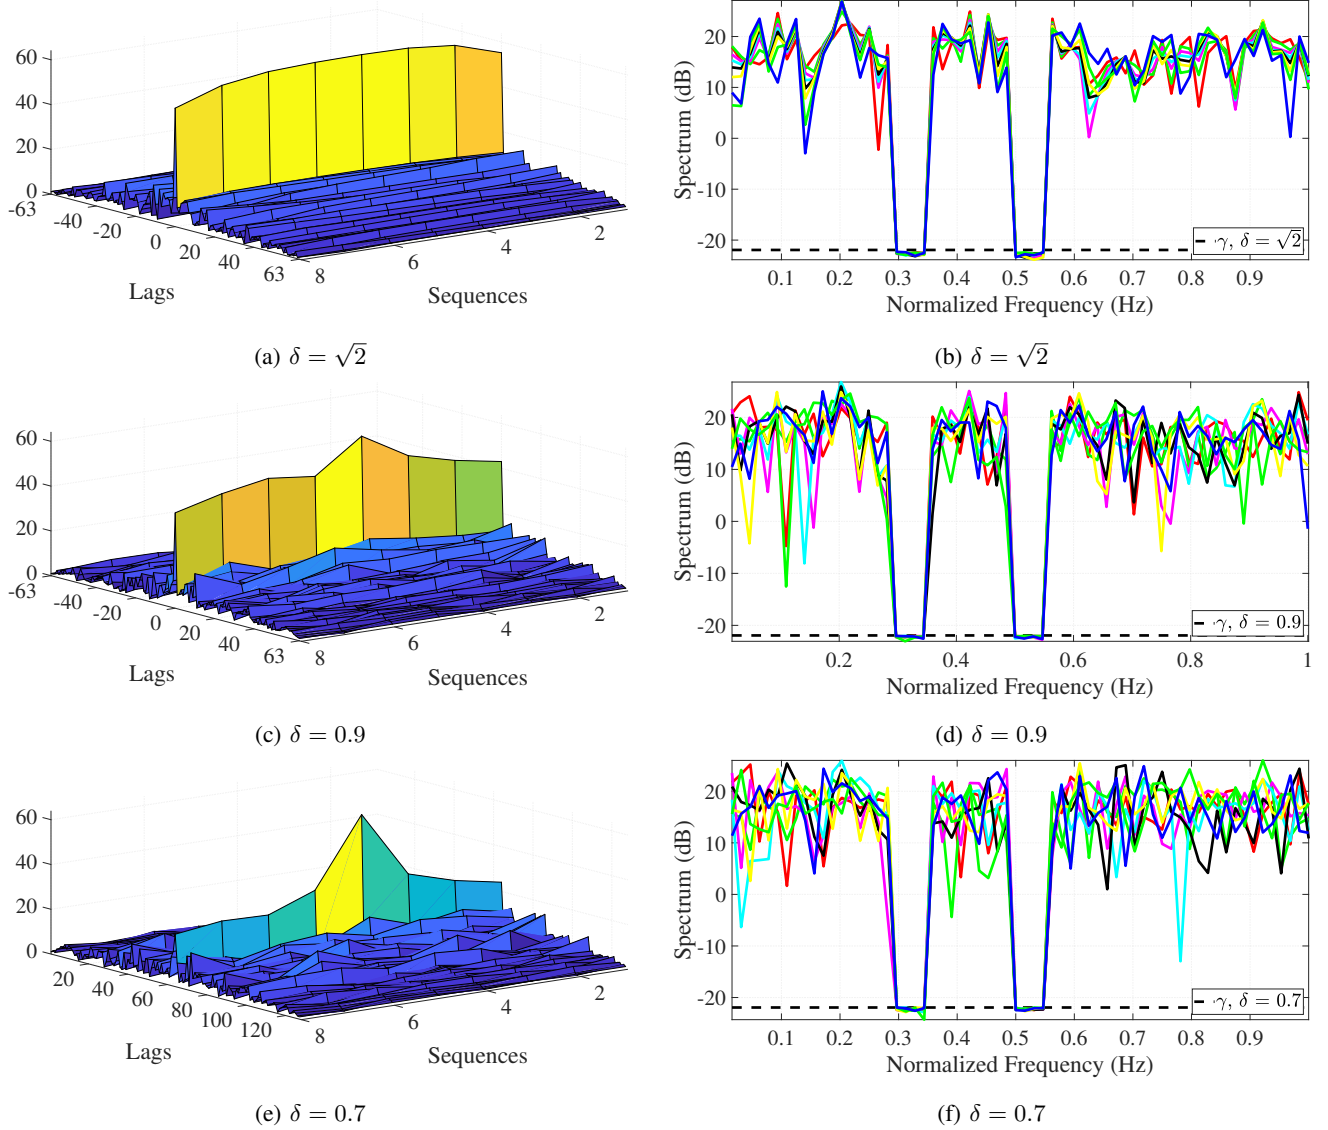 60
40
20
0
-63
-40
-20
0
20
40
63
8
6
4
2
Lags
Sequences
(a) δ = √2
20
10
0
-10
-20
Spectrum (dB)
·γ, δ = √2
0.1 0.2 0.3 0.4 0.5 0.6 0.7 0.8 0.9
Normalized Frequency (Hz)
(b) δ = √2
60
40
20
0
-63
-40
-20
0
20
40
63
8
6
4
2
Lags
Sequences
(c) δ = 0.9
20
10
0
-10
-20
Spectrum (dB)
·γ, δ = 0.9
0.2 0.4 0.6 0.8 1
Normalized Frequency (Hz)
(d) δ = 0.9
60
40
20
0
20
40
60
80
100
120
8
6
4
2
Lags
Sequences
(e) δ = 0.7
20
10
0
-10
-20
Spectrum (dB)
·γ, δ = 0.7
0.1 0.2 0.3 0.4 0.5 0.6 0.7 0.8 0.9
Normalized Frequency (Hz)
(f) δ = 0.7